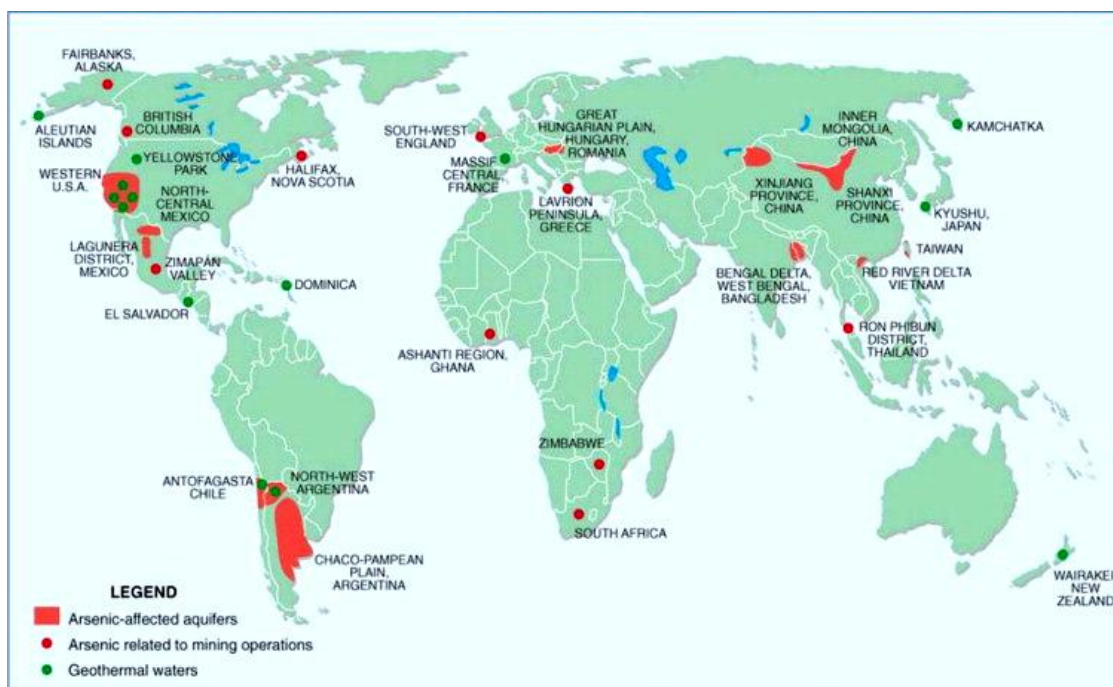 FAIRBANKS,
ALASKA
ALEUTIAN
ISLANDS
BRITISH
COLUMBIA
YELLOWSTONE
PARK
WESTERN
U.S.A.
NORTH-
CENTRAL
MEXICO
HALIFAX,
NOVA SCOTIA
LAGUNERA
DISTRICT,
MEXICO
ZIMAPÁN
VALLEY
DOMINICA
EL SALVADOR
SOUTH-WEST
ENGLAND
GREAT
HUNGARIAN PLAIN,
HUNGARY,
ROMANIA
MASSIF
CENTRAL,
FRANCE
LAVRION
PENINSULA,
GREECE
INNER
MONGOLIA,
CHINA
KAMCHATKA
XINJIANG
PROVINCE,
CHINA
SHANXI
PROVINCE,
CHINA
KYUSHU,
JAPAN
TAIWAN
BENGAL DELTA,
WEST BENGAL,
BANGLADESH
RED RIVER DELTA
VIETNAM
RON PHIBUN
DISTRICT,
THAILAND
ASHANTI REGION,
GHANA
ZIMBABWE
SOUTH AFRICA
ANTOFAGASTA
CHILE
NORTH-WEST
ARGENTINA
CHACO-PAMPEAN
PLAIN,
ARGENTINA
WAIRAKEI
NEW
ZEALAND
LEGEND
Arsenic-affected aquifers
Arsenic related to mining operations
Geothermal waters